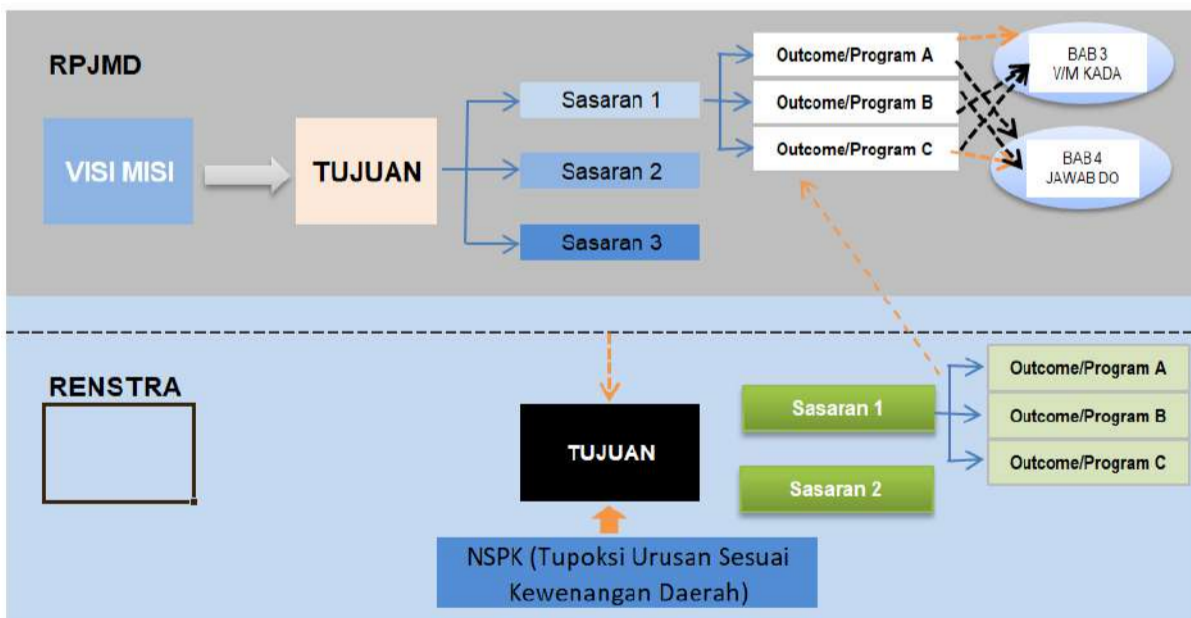 RPJMD
VISI MISI
TUJUAN
Sasaran 1
Sasaran 2
Sasaran 3
Outcome/Program A
Outcome/Program B
Outcome/Program C
BAB 3
V/M KADA
BAB 4
JAWAB DO
RENSTRA
TUJUAN
NSPK (Tupoksi Urusan Sesuai
Kewenangan Daerah)
Sasaran 1
Sasaran 2
Outcome/Program A
Outcome/Program B
Outcome/Program C